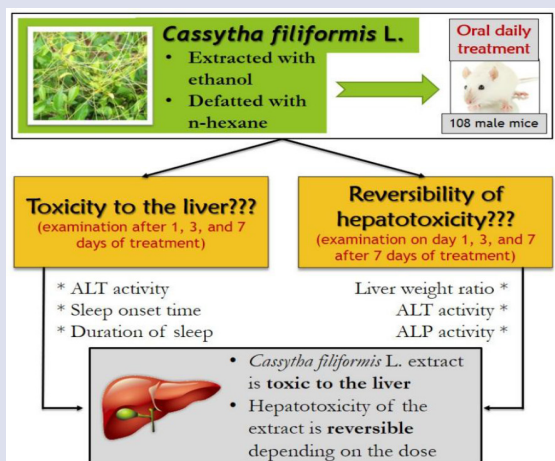 Cassytha filiformis L.
• Extracted with
ethanol
• Defatted with
n-hexane
Oral daily
treatment
108 male mice
Toxicity to the liver???
(examination after 1, 3, and 7
days of treatment)
Reversibility of
hepatotoxicity???
(examination on day 1, 3, and 7
after 7 days of treatment)
* ALT activity
* Sleep onset time
* Duration of sleep
Liver weight ratio *
ALT activity *
ALP activity *
• Cassytha filiformis L. extract
is toxic to the liver
• Hepatotoxicity of the
extract is reversible
depending on the dose